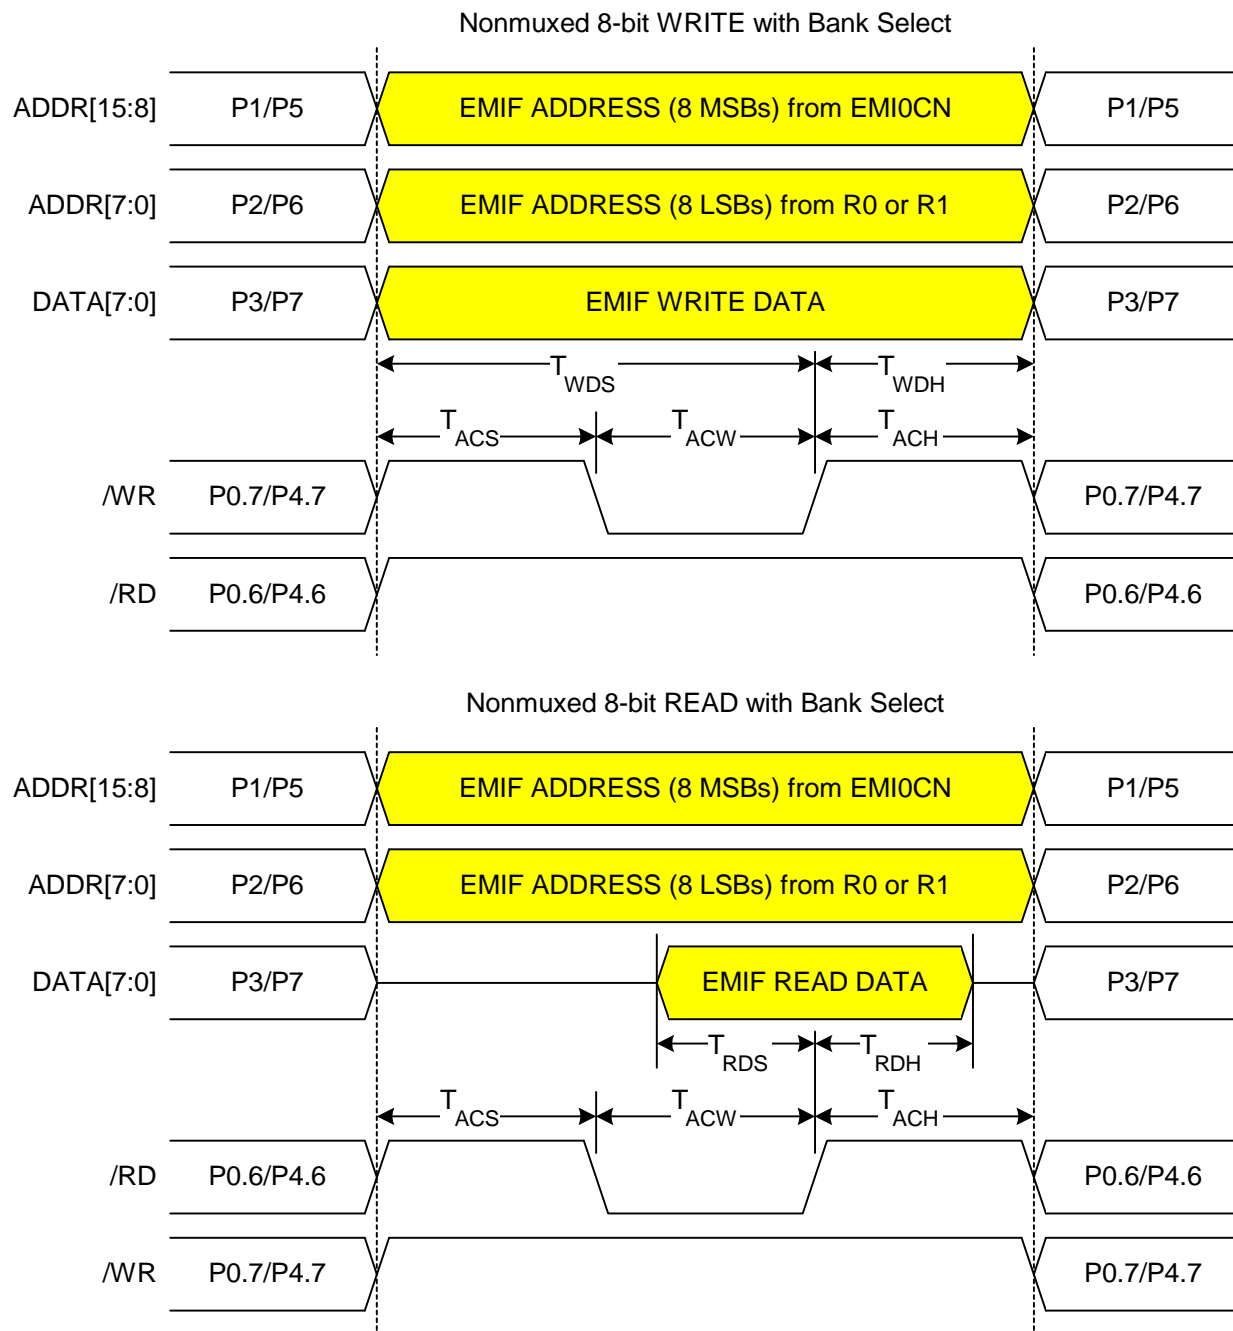 Nonmuxed 8-bit WRITE with Bank Select
ADDR[15:8] P1/P5 EMIF ADDRESS (8 MSBs) from EMI0CN P1/P5
ADDR[7:0] P2/P6 EMIF ADDRESS (8 LSBs) from R0 or R1 P2/P6
DATA[7:0] P3/P7 EMIF WRITE DATA P3/P7
TWDS TWDH
TACS TACW TACH
/WR P0.7/P4.7 P0.7/P4.7
/RD P0.6/P4.6 P0.6/P4.6
Nonmuxed 8-bit READ with Bank Select
ADDR[15:8] P1/P5 EMIF ADDRESS (8 MSBs) from EMI0CN P1/P5
ADDR[7:0] P2/P6 EMIF ADDRESS (8 LSBs) from R0 or R1 P2/P6
DATA[7:0] P3/P7 EMIF READ DATA P3/P7
TRDS TRDH
TACS TACW TACH
/RD P0.6/P4.6 P0.6/P4.6
/WR P0.7/P4.7 P0.7/P4.7